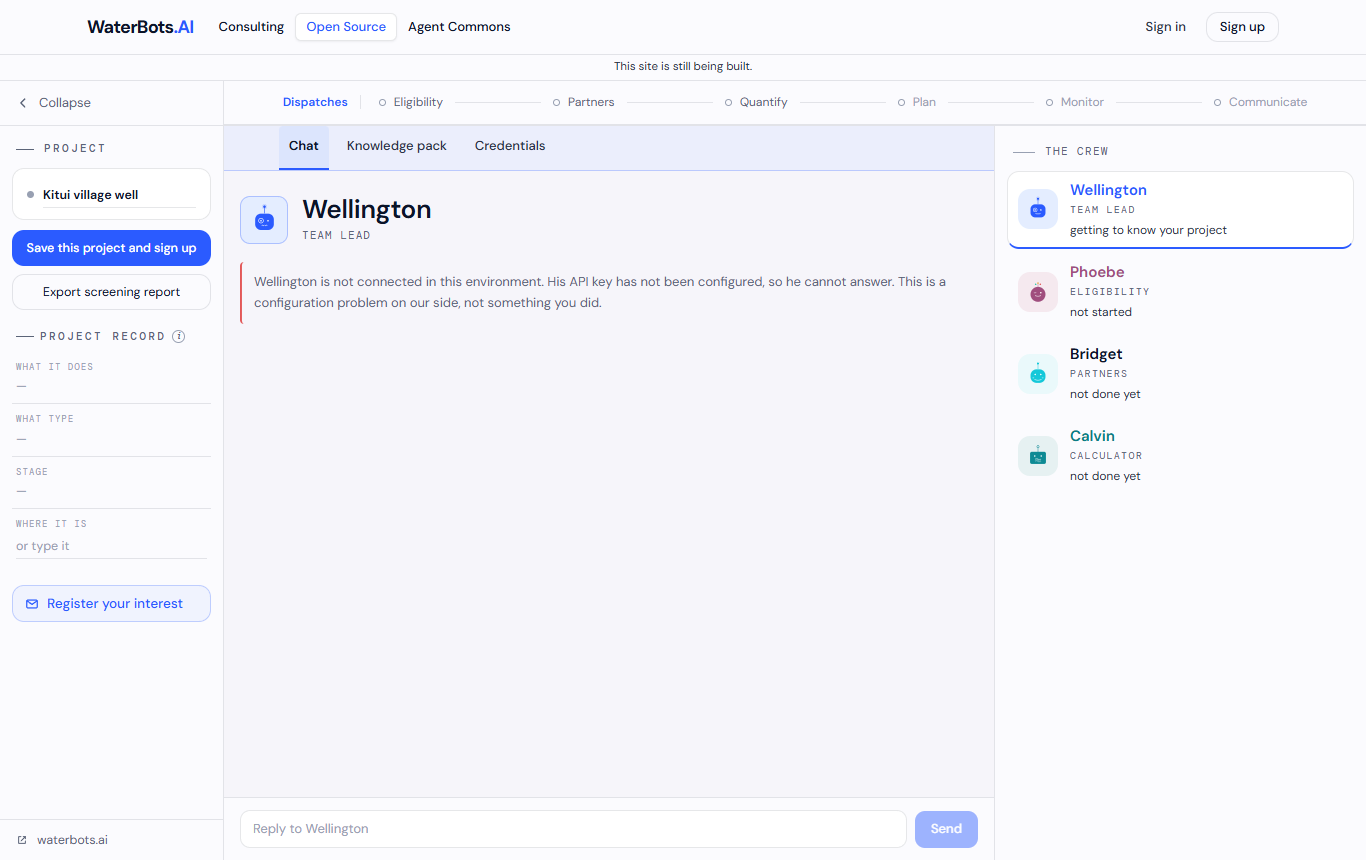 WaterBots.AI
Consulting
Open Source
Agent Commons
Sign in
Sign up
This site is still being built.
Collapse
Dispatches
Eligibility
Partners
Quantify
Plan
Monitor
Communicate
PROJECT
Kitui village well
Save this project and sign up
Export screening report
PROJECT RECORD i
WHAT IT DOES
—
WHAT TYPE
—
STAGE
—
WHERE IT IS
or type it
Register your interest
waterbots.ai
Chat
Knowledge pack
Credentials
Wellington
TEAM LEAD
Wellington is not connected in this environment. His API key has not been configured, so he cannot answer. This is a
configuration problem on our side, not something you did.
Reply to Wellington
Send
THE CREW
Wellington
TEAM LEAD
getting to know your project
Phoebe
ELIGIBILITY
not started
Bridget
PARTNERS
not done yet
Calvin
CALCULATOR
not done yet